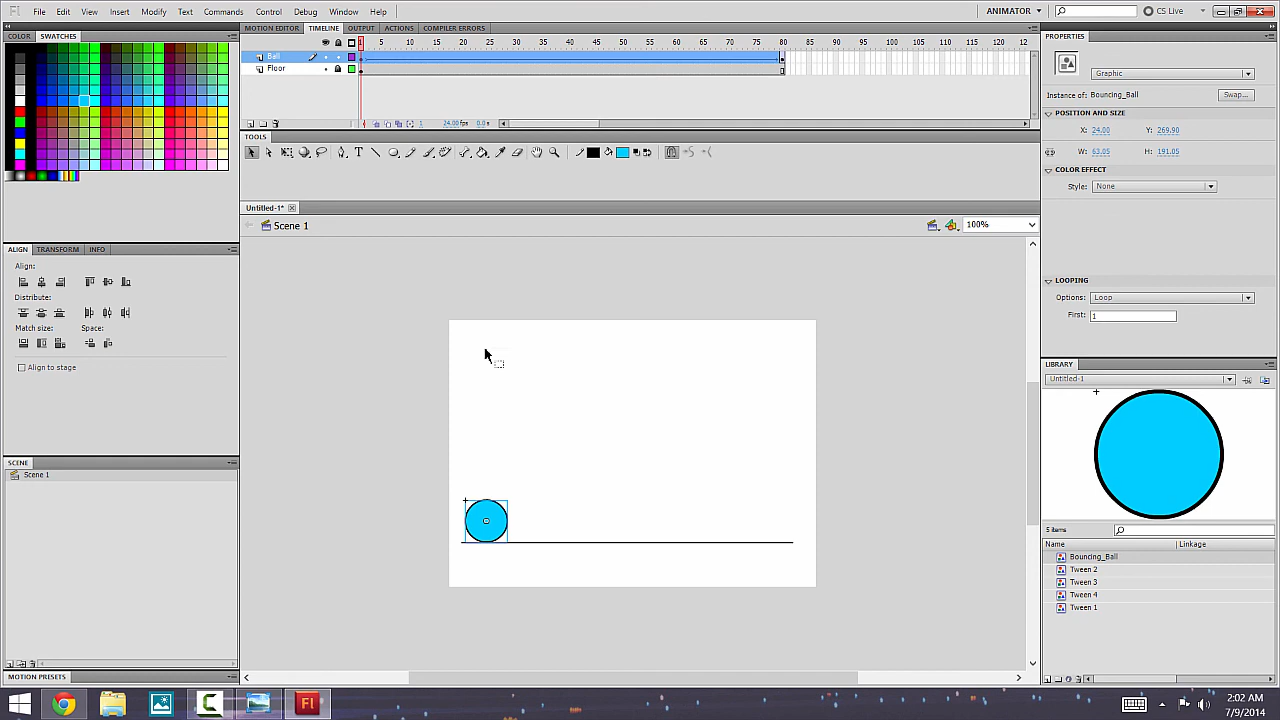 Fl File Edit View Insert Modify Text Commands Control Debug Window Help ANIMATOR CS Live
COLOR SWATCHES
MOTION EDITOR TIMELINE OUTPUT ACTIONS COMPILER ERRORS
5 10 15 20 25 30 35 40 45 50 55 60 65 70 75 80 85 90 95 100 105 110 115 120 12
Ball
Floor
1 24.00fps 0.0s
TOOLS
Untitled-1*
Scene 1
100%
ALIGN TRANSFORM INFO
Align:
Distribute:
Match size: Space:
Align to stage
SCENE
Scene 1
MOTION PRESETS
PROPERTIES
Graphic
Instance of: Bouncing_Ball Swap...
POSITION AND SIZE
X: 24.00 Y: 269.90
W: 63.05 H: 191.05
COLOR EFFECT
Style: None
LOOPING
Options: Loop
First: 1
LIBRARY
Untitled-1
5 items
Name Linkage
Bouncing_Ball
Tween 2
Tween 3
Tween 4
Tween 1
Fl
2:02 AM
7/9/2014